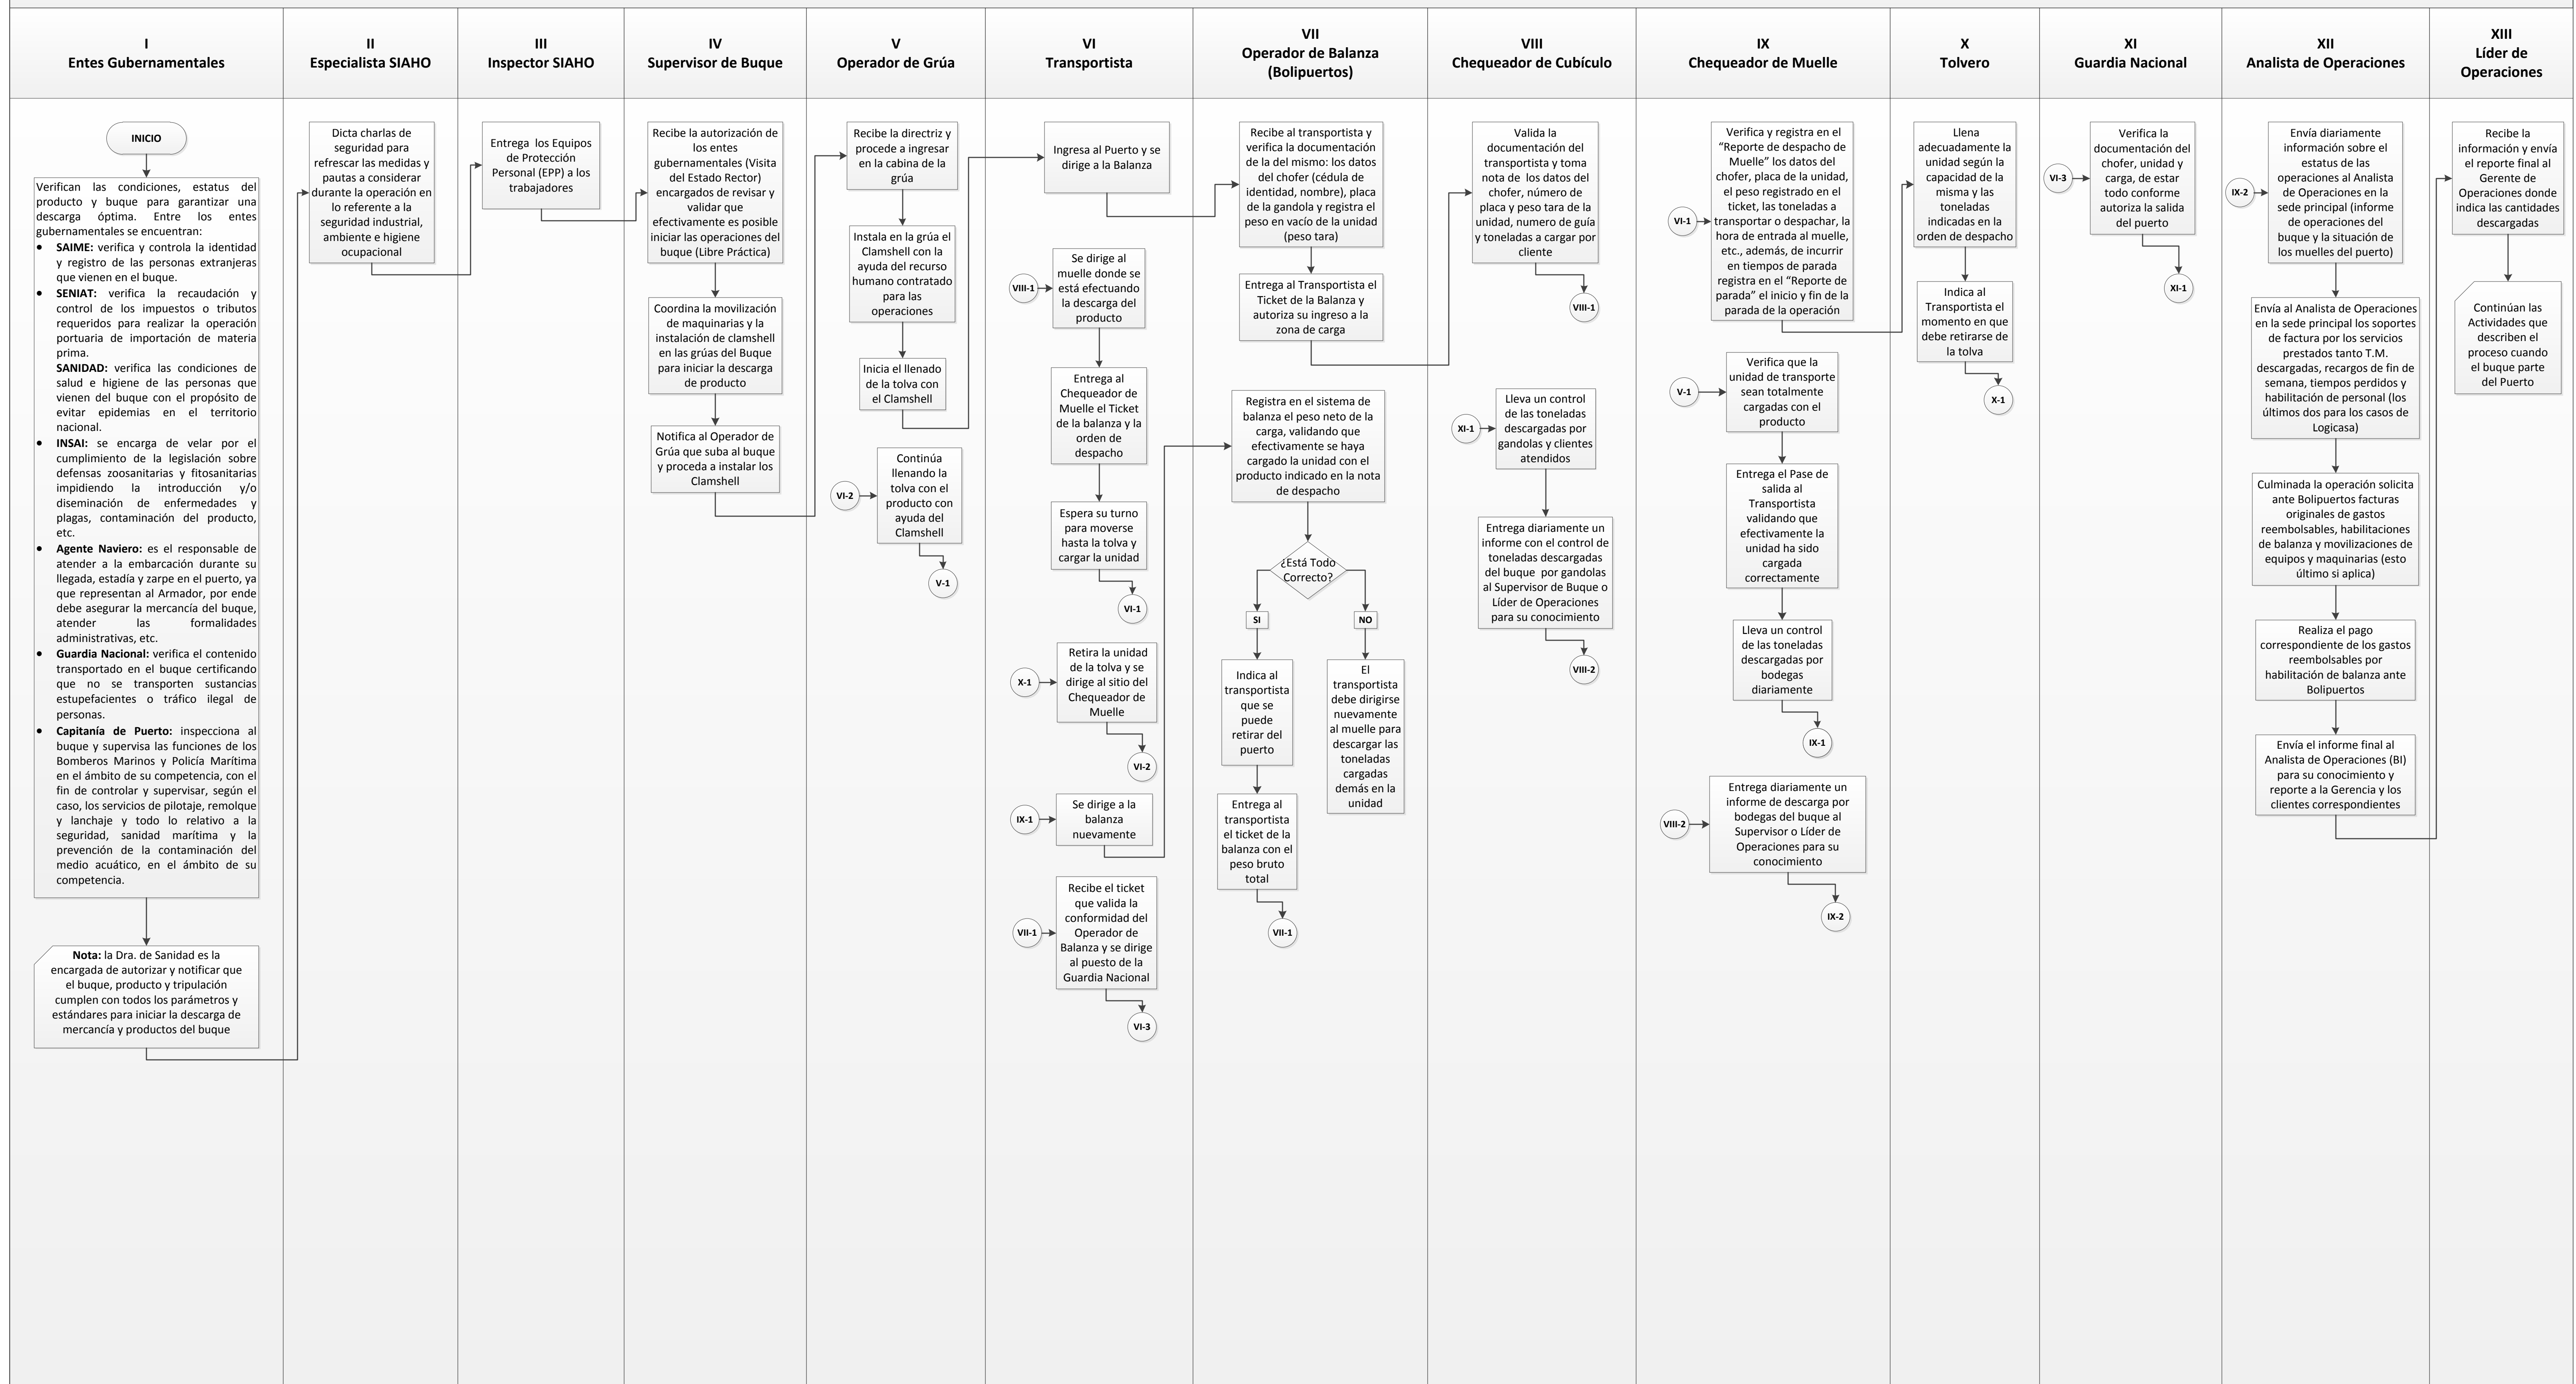 I
Entes Gubernamentales
II
Especialista SIAHO
III
Inspector SIAHO
IV
Supervisor de Buque
V
Operador de Grúa
VI
Transportista
VII
Operador de Balanza
(Bolipuertos)
VIII
Chequeador de Cubículo
IX
Chequeador de Muelle
X
Tolvero
XI
Guardia Nacional
XII
Analista de Operaciones
XIII
Líder de
Operaciones
INICIO
Verifican las condiciones, estatus del
producto y buque para garantizar una
descarga óptima. Entre los entes
gubernamentales se encuentran:
• SAIME: verifica y controla la identidad
y registro de las personas extranjeras
que vienen en el buque.
• SENIAT: verifica la recaudación y
control de los impuestos o tributos
requeridos para realizar la operación
portuaria de importación de materia
prima.
SANIDAD: verifica las condiciones de
salud e higiene de las personas que
vienen del buque con el propósito de
evitar epidemias en el territorio
nacional.
• INSAI: se encarga de velar por el
cumplimiento de la legislación sobre
defensas zoosanitarias y fitosanitarias
impidiendo la introducción y/o
diseminación de enfermedades y
plagas, contaminación del producto,
etc.
• Agente Naviero: es el responsable de
atender a la embarcación durante su
llegada, estadía y zarpe en el puerto, ya
que representan al Armador, por ende
debe asegurar la mercancía del buque,
atender las formalidades
administrativas, etc.
• Guardia Nacional: verifica el contenido
transportado en el buque certificando
que no se transporten sustancias
estupefacientes o tráfico ilegal de
personas.
• Capitanía de Puerto: inspecciona al
buque y supervisa las funciones de los
Bomberos Marinos y Policía Marítima
en el ámbito de su competencia, con el
fin de controlar y supervisar, según el
caso, los servicios de pilotaje, remolque
y lanchaje y todo lo relativo a la
seguridad, sanidad marítima y la
prevención de la contaminación del
medio acuático, en el ámbito de su
competencia.
Nota: la Dra. de Sanidad es la
encargada de autorizar y notificar que
el buque, producto y tripulación
cumplen con todos los parámetros y
estándares para iniciar la descarga de
mercancía y productos del buque
Dicta charlas de
seguridad para
refrescar las medidas y
pautas a considerar
durante la operación en
lo referente a la
seguridad industrial,
ambiente e higiene
ocupacional
Entrega los Equipos
de Protección
Personal (EPP) a los
trabajadores
Recibe la autorización de
los entes
gubernamentales (Visita
del Estado Rector)
encargados de revisar y
validar que
efectivamente es posible
iniciar las operaciones del
buque (Libre Práctica)
Coordina la movilización
de maquinarias y la
instalación de clamshell
en las grúas del Buque
para iniciar la descarga
de producto
Notifica al Operador de
Grúa que suba al buque
y proceda a instalar los
Clamshell
Recibe la directriz y
procede a ingresar
en la cabina de la
grúa
Instala en la grúa el
Clamshell con la
ayuda del recurso
humano contratado
para las
operaciones
Inicia el llenado
de la tolva con
el Clamshell
VI-2
Continúa
llenando la
tolva con el
producto con
ayuda del
Clamshell
V-1
Ingresa al Puerto y se
dirige a la Balanza
VIII-1
Se dirige al
muelle donde se
está efectuando
la descarga del
producto
Entrega al
Chequeador de
Muelle el Ticket
de la balanza y la
orden de
despacho
Espera su turno
para moverse
hasta la tolva y
cargar la unidad
VI-1
X-1
Retira la unidad
de la tolva y se
dirige al sitio del
Chequeador de
Muelle
VI-2
IX-1
Se dirige a la
balanza
nuevamente
VII-1
Recibe el ticket
que valida la
conformidad del
Operador de
Balanza y se dirige
al puesto de la
Guardia Nacional
VI-3
Recibe al transportista y
verifica la documentación
de la del mismo: los datos
del chofer (cédula de
identidad, nombre), placa
de la gandola y registra el
peso en vacío de la unidad
(peso tara)
Entrega al Transportista el
Ticket de la Balanza y
autoriza su ingreso a la
zona de carga
Registra en el sistema de
balanza el peso neto de la
carga, validando que
efectivamente se haya
cargado la unidad con el
producto indicado en la nota
de despacho
¿Está Todo
Correcto?
SI
NO
Indica al
transportista
que se
puede
retirar del
puerto
Entrega al
transportista
el ticket de la
balanza con el
peso bruto
total
VII-1
El
transportista
debe dirigirse
nuevamente
al muelle para
descargar las
toneladas
cargadas
demás en la
unidad
Valida la
documentación del
transportista y toma
nota de los datos del
chofer, número de
placa y peso tara de la
unidad, numero de guía
y toneladas a cargar por
cliente
VIII-1
XI-1
Lleva un control
de las toneladas
descargadas por
gandolas y clientes
atendidos
Entrega diariamente un
informe con el control de
toneladas descargadas
del buque por gandolas
al Supervisor de Buque o
Líder de Operaciones
para su conocimiento
VIII-2
VI-1
Verifica y registra en el
“Reporte de despacho de
Muelle” los datos del
chofer, placa de la unidad,
el peso registrado en el
ticket, las toneladas a
transportar o despachar, la
hora de entrada al muelle,
etc., además, de incurrir
en tiempos de parada
registra en el “Reporte de
parada” el inicio y fin de la
parada de la operación
V-1
Verifica que la
unidad de transporte
sean totalmente
cargadas con el
producto
Entrega el Pase de
salida al
Transportista
validando que
efectivamente la
unidad ha sido
cargada
correctamente
Lleva un control
de las toneladas
descargadas por
bodegas
diariamente
IX-1
VIII-2
Entrega diariamente un
informe de descarga por
bodegas del buque al
Supervisor o Líder de
Operaciones para su
conocimiento
IX-2
Llena
adecuadamente la
unidad según la
capacidad de la
misma y las
toneladas
indicadas en la
orden de despacho
Indica al
Transportista el
momento en que
debe retirarse de
la tolva
X-1
VI-3
Verifica la
documentación del
chofer, unidad y
carga, de estar
todo conforme
autoriza la salida
del puerto
XI-1
IX-2
Envía diariamente
información sobre el
estatus de las
operaciones al Analista
de Operaciones en la
sede principal (informe
de operaciones del
buque y la situación de
los muelles del puerto)
Envía al Analista de Operaciones
en la sede principal los soportes
de factura por los servicios
prestados tanto T.M.
descargadas, recargos de fin de
semana, tiempos perdidos y
habilitación de personal (los
últimos dos para los casos de
Logicasa)
Culminada la operación solicita
ante Bolipuertos facturas
originales de gastos
reembolsables, habilitaciones
de balanza y movilizaciones de
equipos y maquinarias (esto
último si aplica)
Realiza el pago
correspondiente de los gastos
reembolsables por
habilitación de balanza ante
Bolipuertos
Envía el informe final al
Analista de Operaciones (BI)
para su conocimiento y
reporte a la Gerencia y los
clientes correspondientes
Recibe la
información y envía
el reporte final al
Gerente de
Operaciones donde
indica las cantidades
descargadas
Continúan las
Actividades que
describen el
proceso cuando
el buque parte
del Puerto